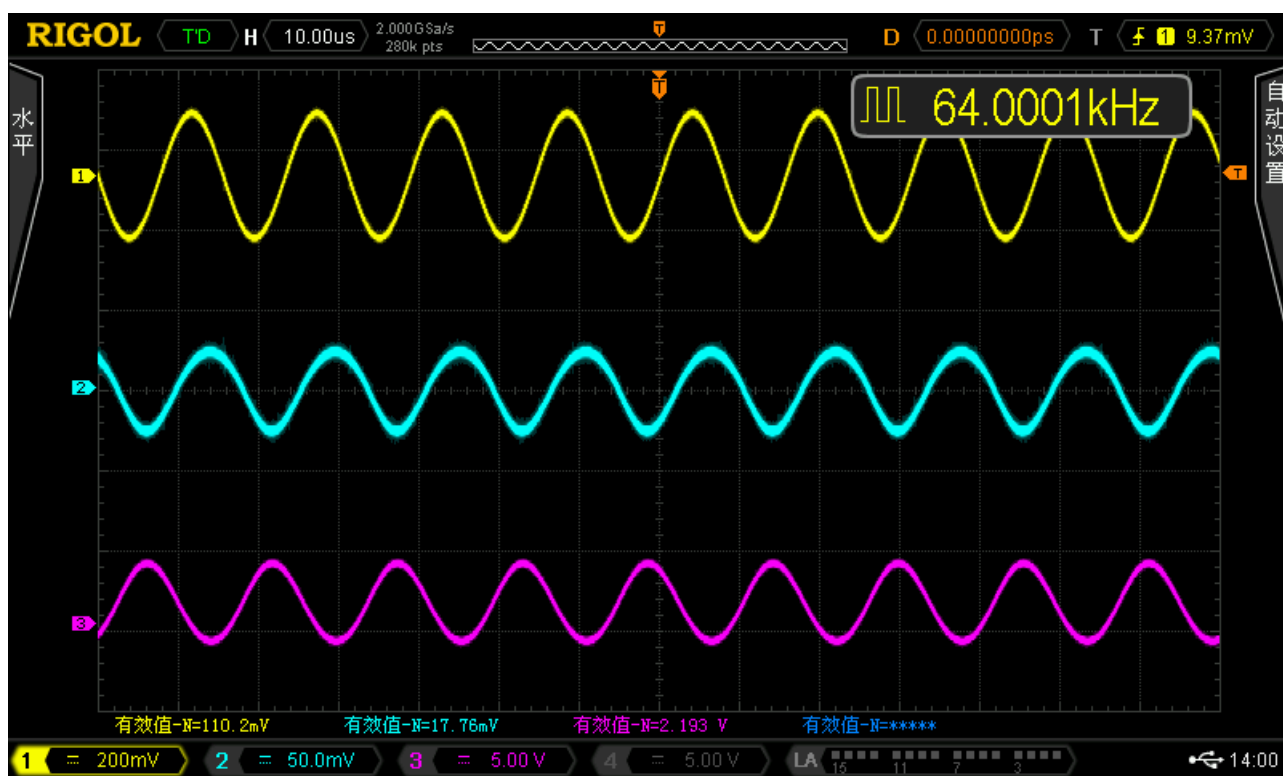 RIGOL T'D H 10.00us 2.000GSa/s D 0.00000000ps T 1 9.37mV
280k pts
T
水平
T
64.0001kHz
自动设置
1
T
2
3
有效值-N=110.2mV 有效值-N=17.76mV 有效值-N=2.193 V 有效值-N=*****
1 = 200mV 2 = 50.0mV 3 = 5.00 V 4 = 5.00 V LA 15 11 7 3 14:00